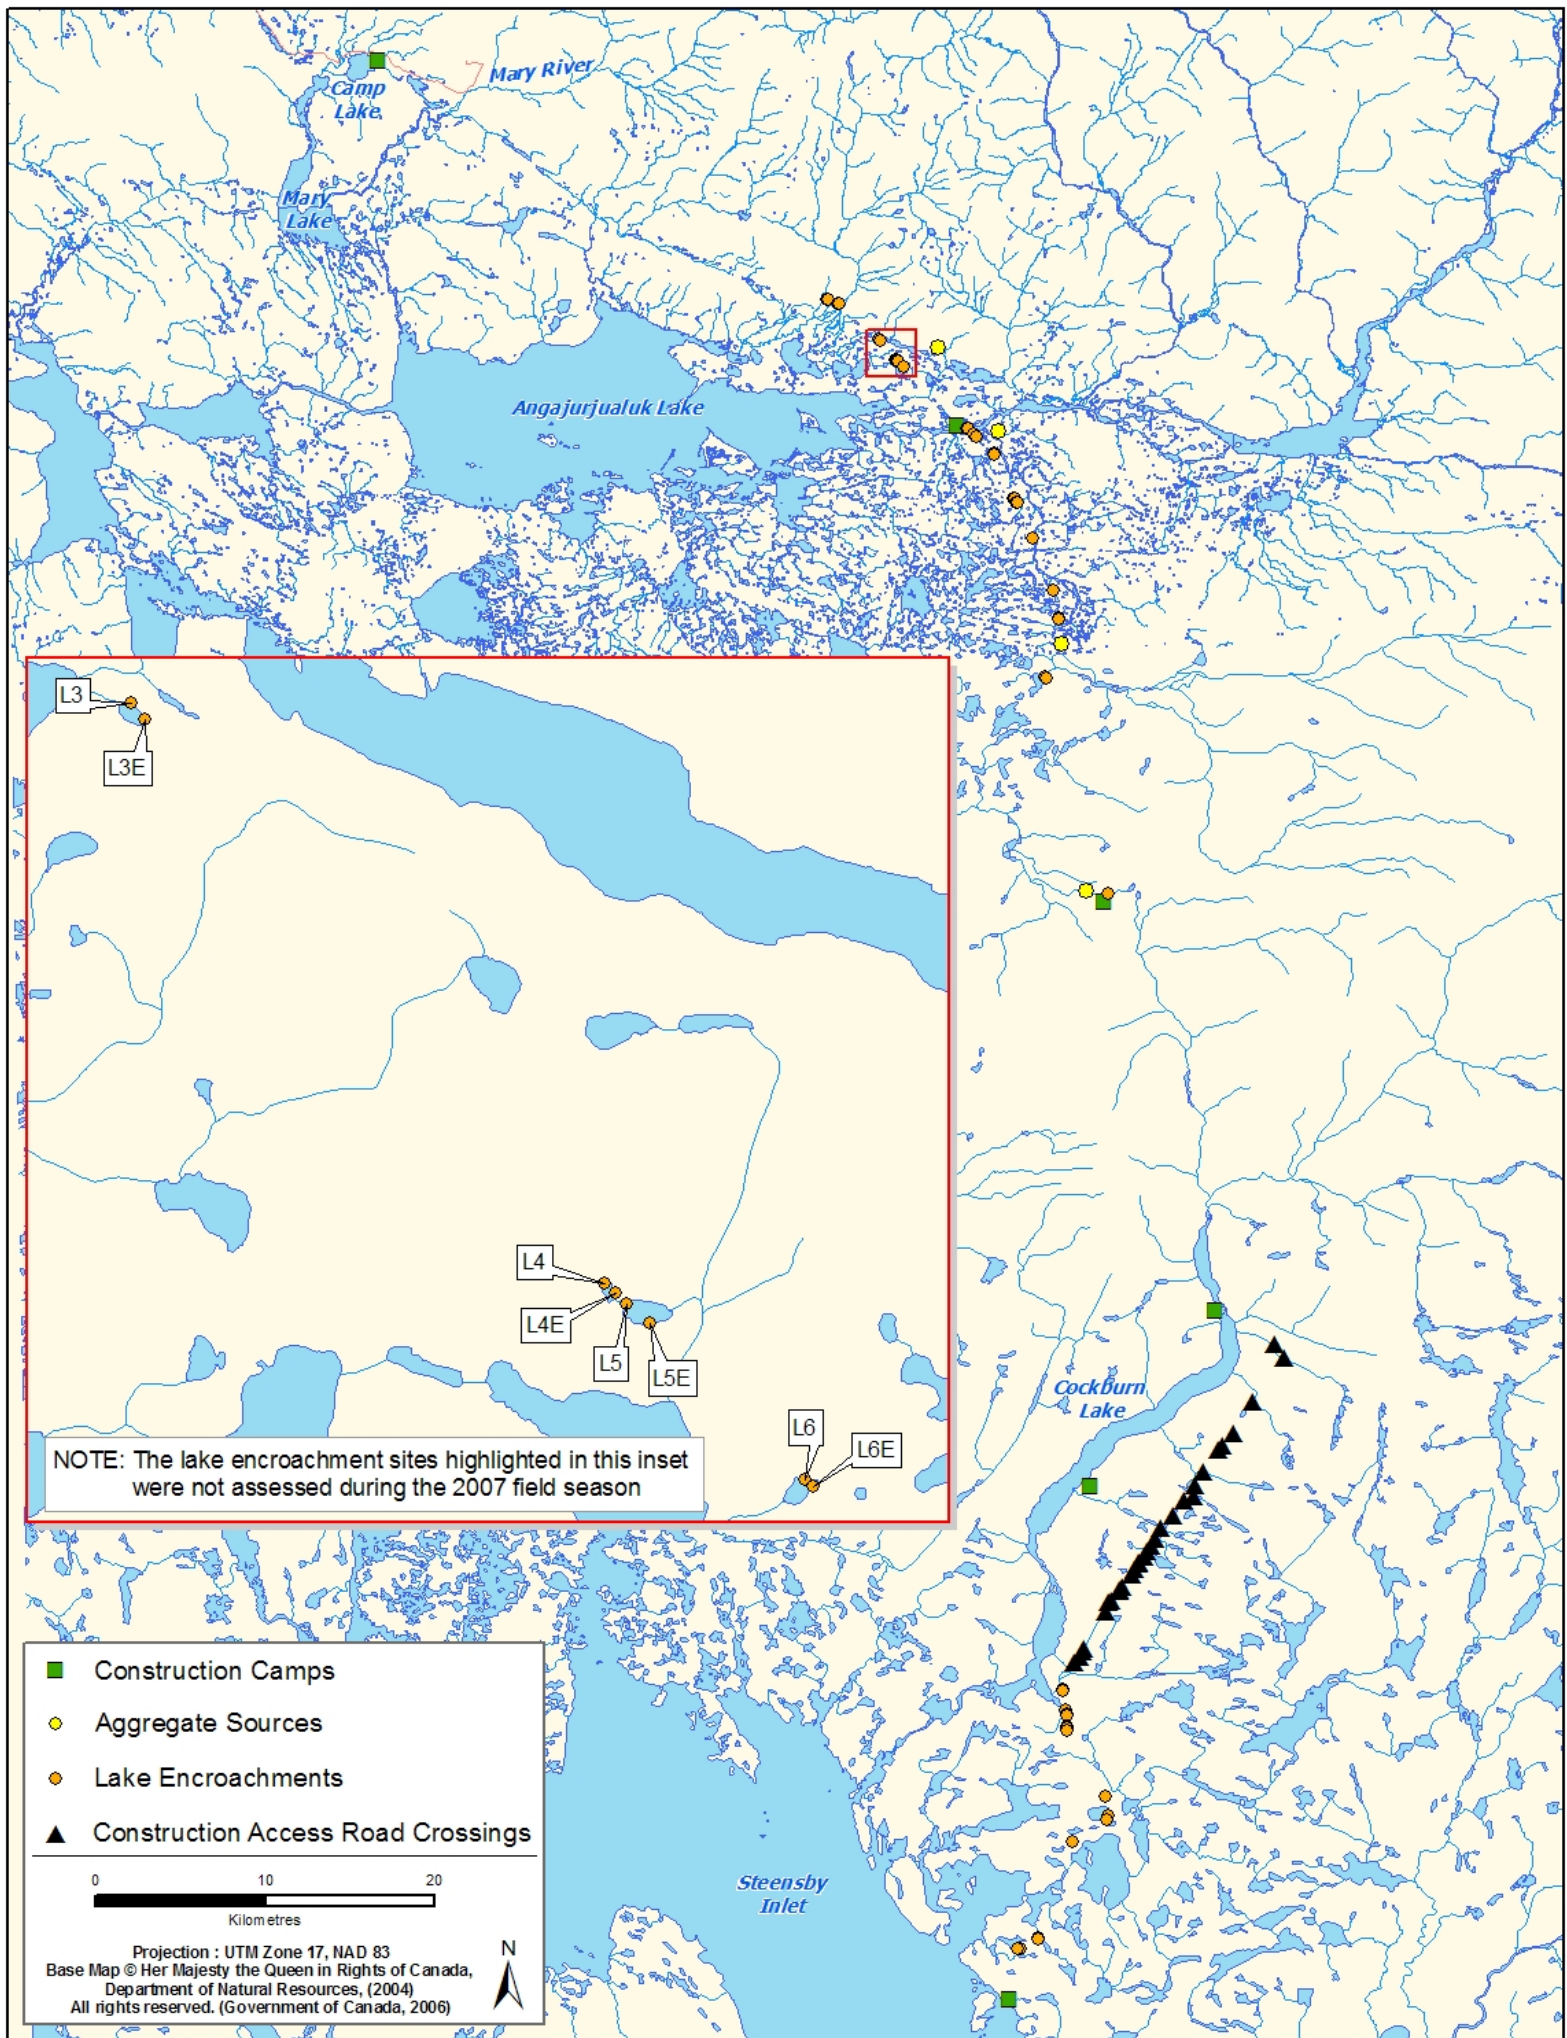 Mary River
Camp
Lake
Mary
Lake
Angajurjualuk Lake
L3
L3E
L4
L4E
L5
L5E
L6
L6E
NOTE: The lake encroachment sites highlighted in this inset
were not assessed during the 2007 field season
Cockburn
Lake
Steensby
Inlet
Construction Camps
Aggregate Sources
Lake Encroachments
Construction Access Road Crossings
0 10 20
Kilometres
Projection : UTM Zone 17, NAD 83
Base Map © Her Majesty the Queen in Rights of Canada,
Department of Natural Resources, (2004)
All rights reserved. (Government of Canada, 2006)
N